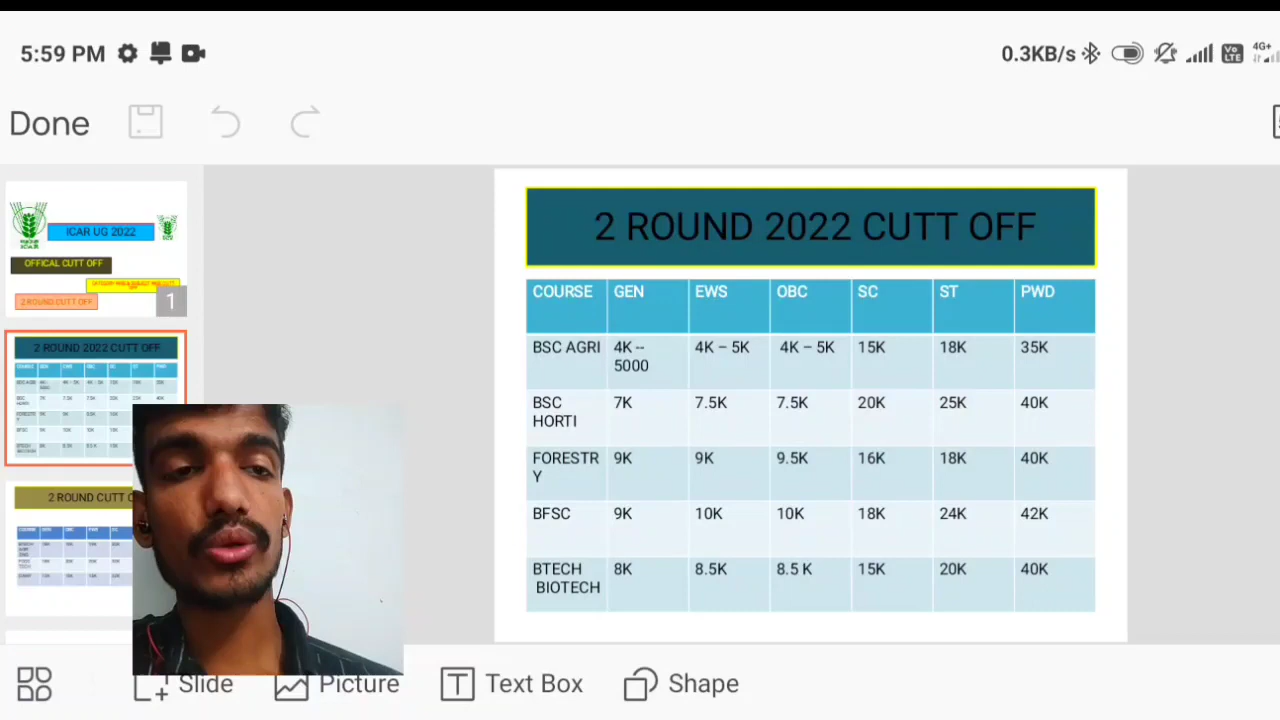 5:59 PM
0.3KB/s Vo LTE 4G+
Done
ICAR UG 2022
OFFICAL CUTT OFF
2 ROUND CUTT OFF
1
2 ROUND 2022 CUTT OFF
2 ROUND CUTT O
2 ROUND 2022 CUTT OFF
COURSE GEN EWS OBC SC ST PWD
BSC AGRI 4K -- 4K – 5K 4K – 5K 15K 18K 35K
5000
BSC 7K 7.5K 7.5K 20K 25K 40K
HORTI
FORESTR 9K 9K 9.5K 16K 18K 40K
Y
BFSC 9K 10K 10K 18K 24K 42K
BTECH 8K 8.5K 8.5 K 15K 20K 40K
BIOTECH
Slide Picture Text Box Shape